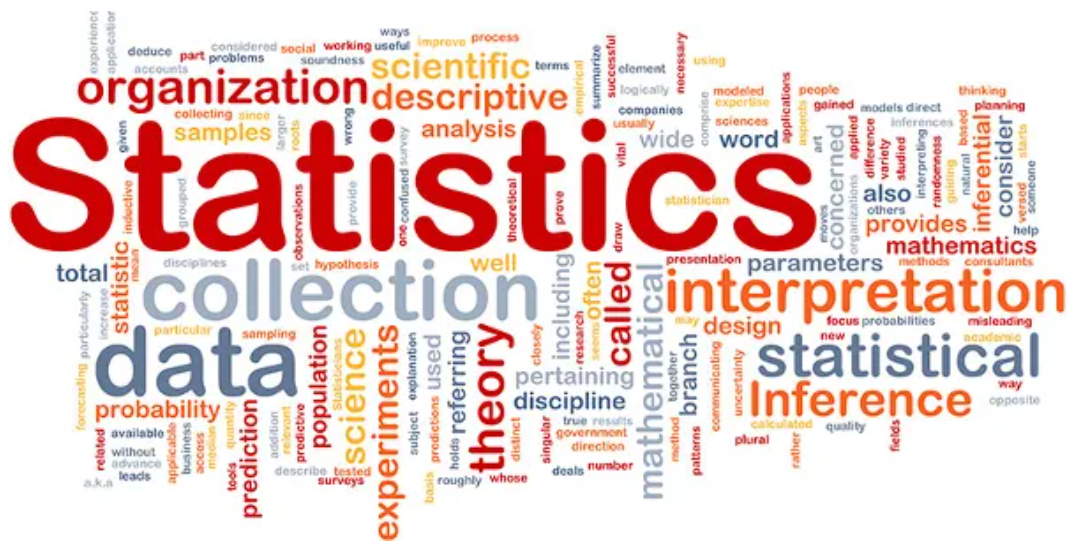 experience
application
deduce
part
considered
problems
social
working
ways
useful
improve
process
accounts
soundness
scientific
terms
organization
descriptive
empirical
summarize
successful
element
logically
necessary
using
collecting
since
samples
larger
roots
wrong
analysis
companies
usually
wide
comprise
modeled
expertise
sciences
word
applications
people
gained
aspects
models
direct
thinking
planning
given
Statistics
survey
confused
one
vital
art
concerned
applied
difference
variety
studied
inferences
interpreting
randomness
guiding
natural
based
inferential
consider
starts
versed
someone
inductive
grouped
observations
provide
theoretical
prove
draw
statistician
moves
organizations
also
others
provides
help
mathematics
total
statistic
mean
disciplines
set
hypothesis
well
including
often
called
mathematical
presentation
parameters
methods
consultants
collection
interpretation
particularly
increase
particular
sampling
closely
research
seems
may
design
focus
probabilities
misleading
new
academic
data
population
statisticians
science
experiments
explanation
used
referring
theory
pertaining
discipline
together
branch
communicating
uncertainty
statistical
way
opposite
Inference
forecasting
probability
quantity
prediction
addition
relevant
predictive
subject
predictions
holds
distinct
singular
true
results
government
direction
method
patterns
calculated
quality
plural
rather
fields
related
available
without
advance
leads
a.k.a
applicable
business
access
median
tools
describe
tested
surveys
basis
roughly
whose
deals
number